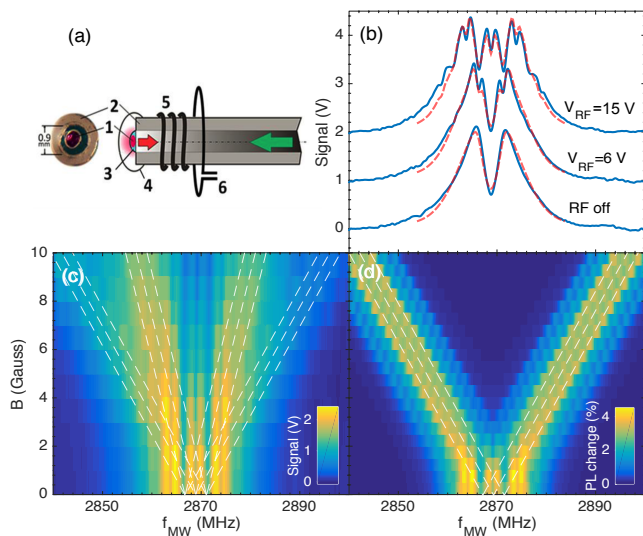 (a)
2
1
0.9
mm
3
4
5
6
(b)
Signal (V)
4
3
2
1
0
V_RF=15 V
V_RF=6 V
RF off
(c)
B (Gauss)
10
8
6
4
2
0
2850
2870
2890
f_MW (MHz)
Signal (V)
2
1
0
(d)
2850
2870
2890
f_MW (MHz)
PL change (%)
4
2
0